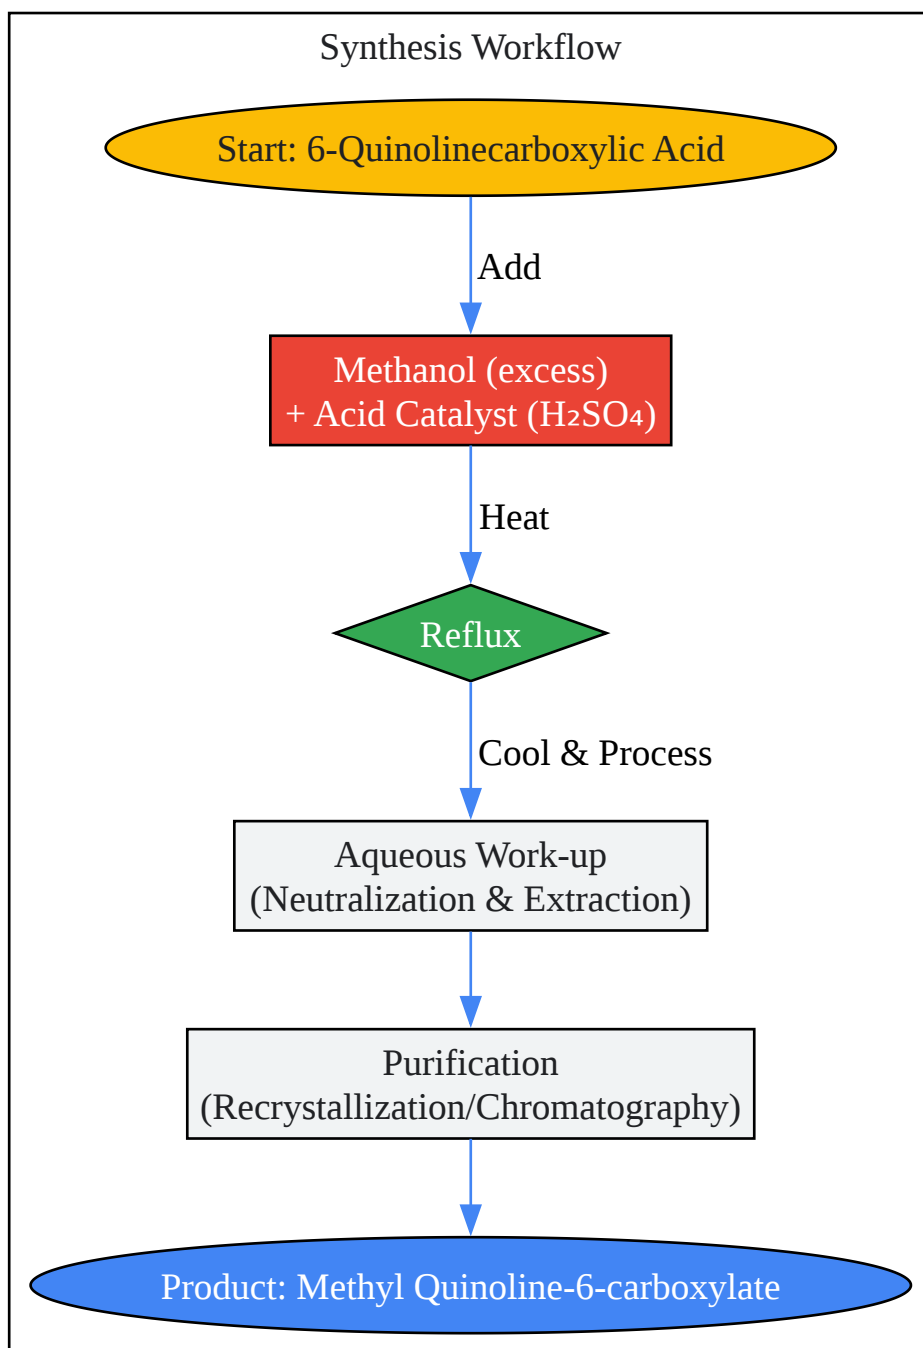 Synthesis Workflow
Start: 6-Quinolinecarboxylic Acid
Add
Methanol (excess)
+ Acid Catalyst (H₂SO₄)
Heat
Reflux
Cool & Process
Aqueous Work-up
(Neutralization & Extraction)
Purification
(Recrystallization/Chromatography)
Product: Methyl Quinoline-6-carboxylate